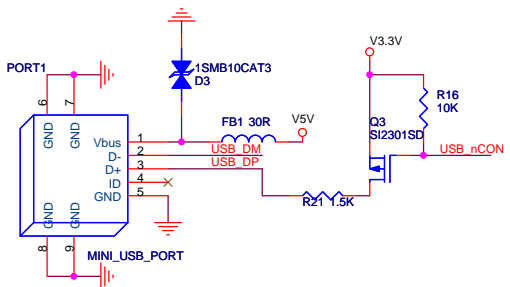 V3.3V
PORT1
1SMB10CAT3
D3
6
7
GND
GND
FB1 30R
V5V
Q3
SI2301SD
R16
10K
Vbus
1
USB_DM
D-
2
USB_DP
D+
3
ID
4
GND
5
USB_nCON
R21 1.5K
GND
GND
8
9
MINI_USB_PORT